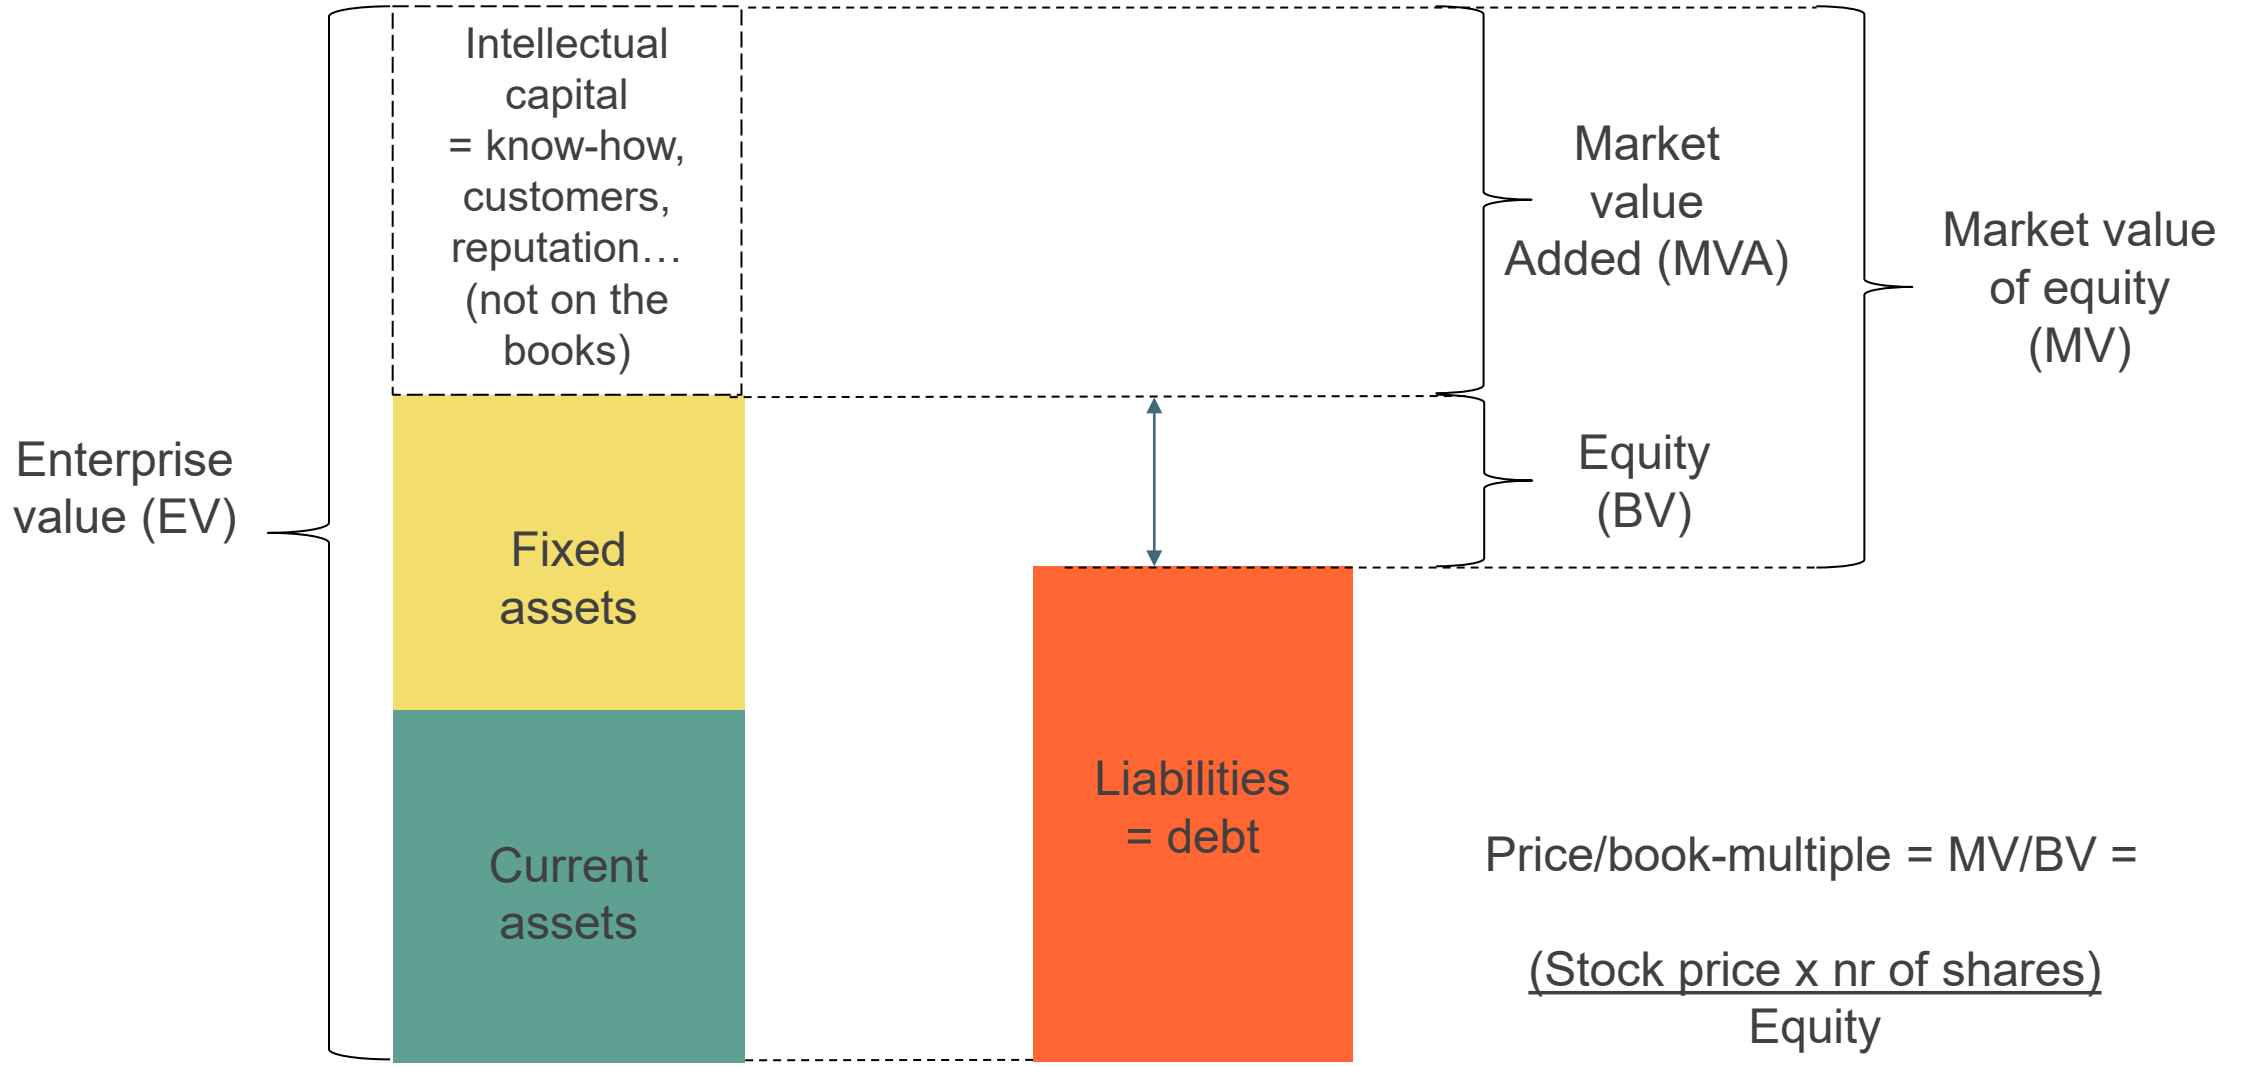 Intellectual
capital
= know-how,
customers,
reputation…
(not on the
books)
Enterprise
value (EV)
Fixed
assets
Current
assets
Liabilities
= debt
Market
value
Added (MVA)
Equity
(BV)
Market value
of equity
(MV)
Price/book-multiple = MV/BV =
(Stock price x nr of shares)
Equity